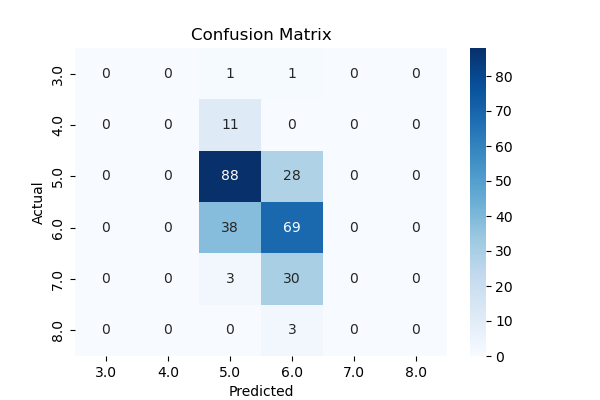 Confusion Matrix
Actual
3.0 0 0 1 1 0 0
4.0 0 0 11 0 0 0
5.0 0 0 88 28 0 0
6.0 0 0 38 69 0 0
7.0 0 0 3 30 0 0
8.0 0 0 0 3 0 0
3.0 4.0 5.0 6.0 7.0 8.0
Predicted
80
70
60
50
40
30
20
10
0